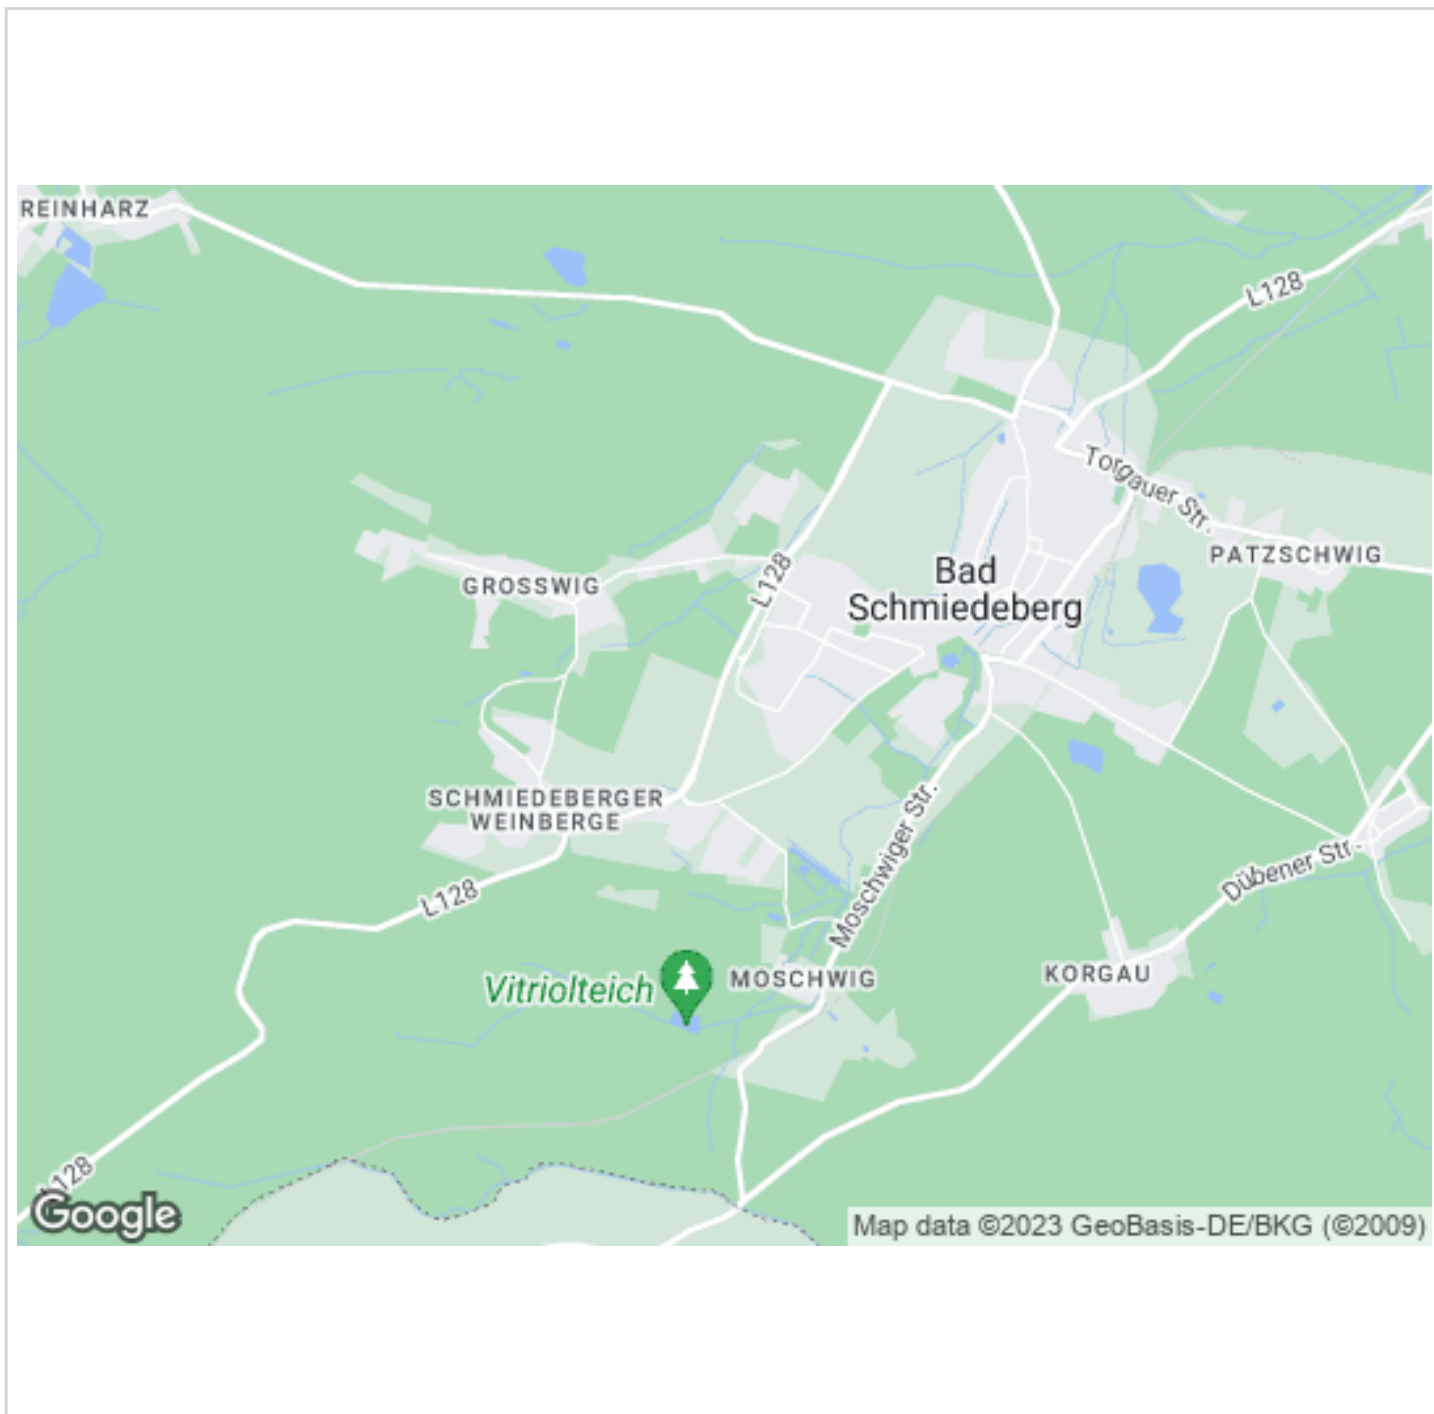 REINHARZ
L128
Torgauer Str.
PATZSCHWIG
Bad
Schmiedeberg
L128
GROSSWIG
SCHMIEDEBERGER
WEINBERGE
Moschwiger Str.
Dübener Str.
L128
Vitriolteich
MOSCHWIG
KORGAU
L128
Google
Map data ©2023 GeoBasis-DE/BKG (©2009)